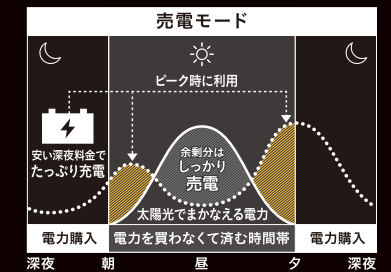 売電モード
ピーク時に利用
安い深夜料金で
たっぷり充電
余剰分は
しっかり
売電
太陽光でまかなえる電力
電力購入
電力を買わなくて済む時間帯
電力購入
深夜
朝
昼
夕
深夜